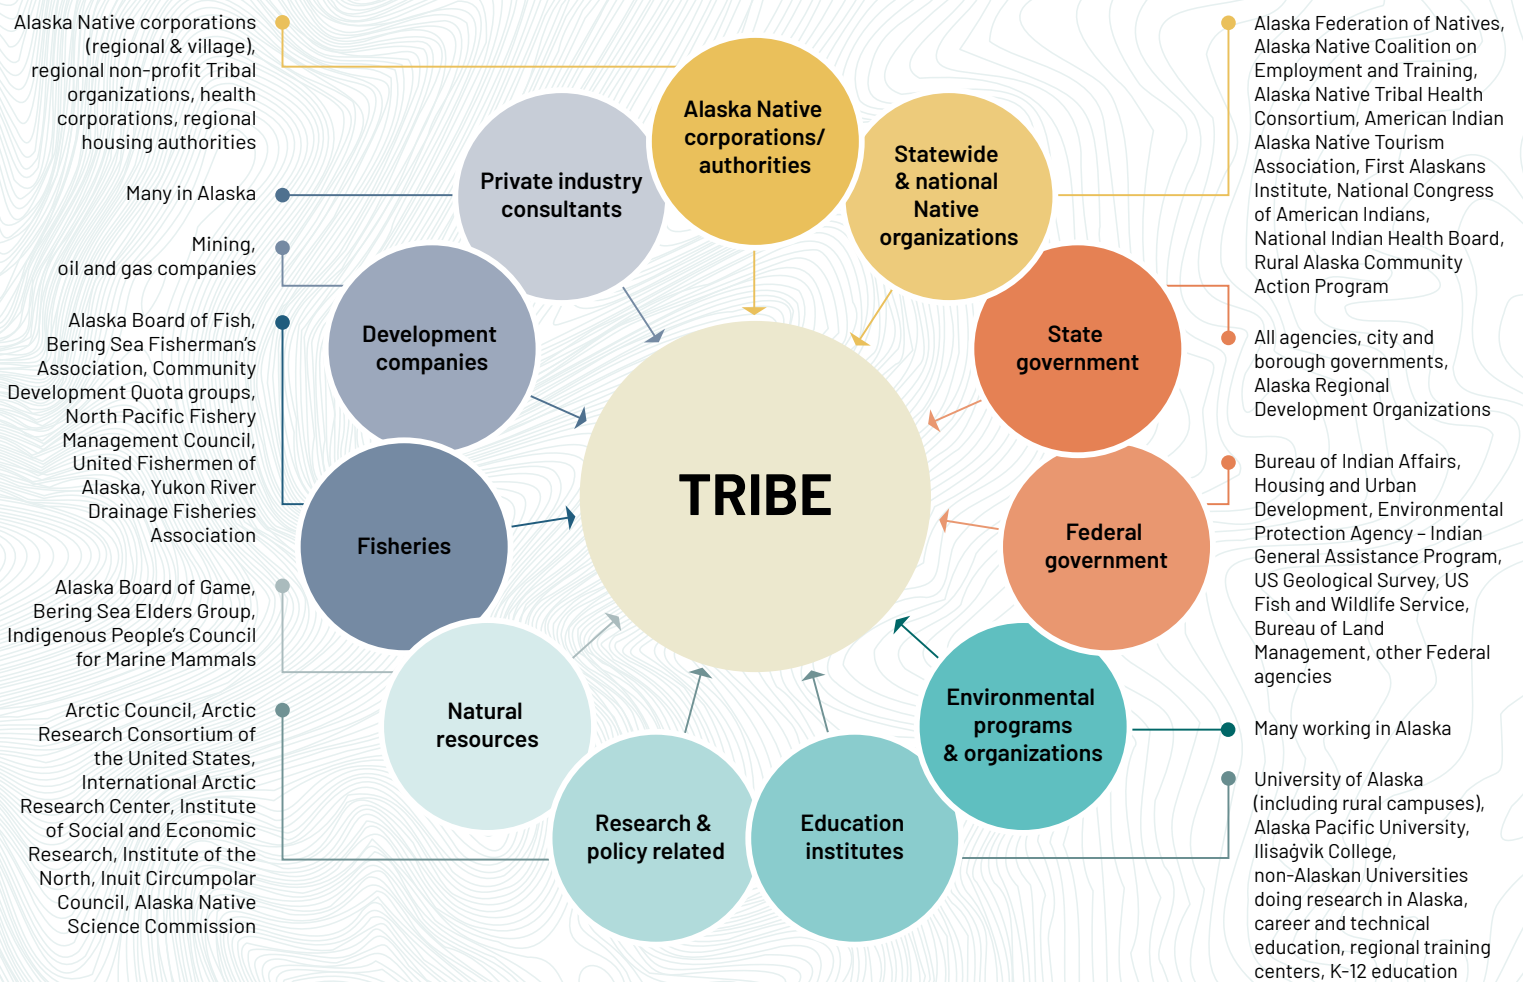 Alaska Native corporations
(regional & village),
regional non-profit Tribal
organizations, health
corporations, regional
housing authorities
Many in Alaska
Mining,
oil and gas companies
Alaska Board of Fish,
Bering Sea Fisherman’s
Association, Community
Development Quota groups,
North Pacific Fishery
Management Council,
United Fishermen of
Alaska, Yukon River
Drainage Fisheries
Association
Alaska Board of Game,
Bering Sea Elders Group,
Indigenous People’s Council
for Marine Mammals
Arctic Council, Arctic
Research Consortium of
the United States,
International Arctic
Research Center, Institute
of Social and Economic
Research, Institute of the
North, Inuit Circumpolar
Council, Alaska Native
Science Commission
Alaska Native
corporations/
authorities
Statewide
& national
Native
organizations
State
government
Federal
government
Environmental
programs
& organizations
Education
institutes
Research &
policy related
Natural
resources
Fisheries
Development
companies
Private industry
consultants
TRIBE
Alaska Federation of Natives,
Alaska Native Coalition on
Employment and Training,
Alaska Native Tribal Health
Consortium, American Indian
Alaska Native Tourism
Association, First Alaskans
Institute, National Congress
of American Indians,
National Indian Health Board,
Rural Alaska Community
Action Program
All agencies, city and
borough governments,
Alaska Regional
Development Organizations
Bureau of Indian Affairs,
Housing and Urban
Development, Environmental
Protection Agency – Indian
General Assistance Program,
US Geological Survey, US
Fish and Wildlife Service,
Bureau of Land
Management, other Federal
agencies
Many working in Alaska
University of Alaska
(including rural campuses),
Alaska Pacific University,
Ilisaġvik College,
non-Alaskan Universities
doing research in Alaska,
career and technical
education, regional training
centers, K-12 education